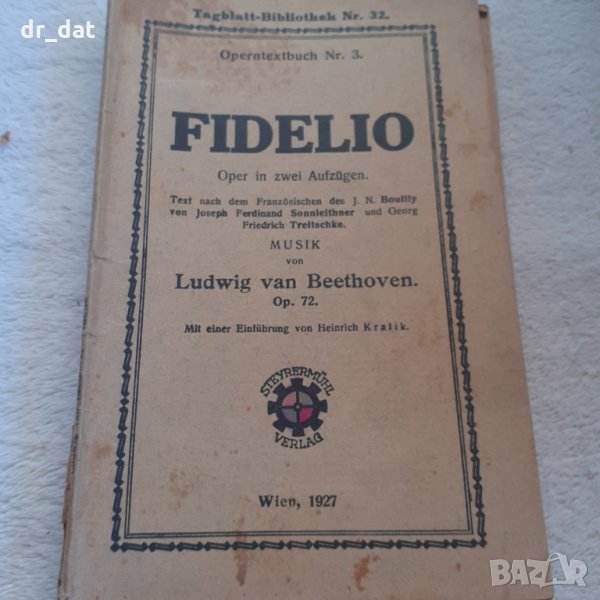 dr_dat
Tagblatt-Bibliothek Nr. 32.
Operntextbuch Nr. 3.
FIDELIO
Oper in zwei Aufzügen.
Text nach dem Französischen des J. N. Bouilly
von Joseph Ferdinand Sonnleithner und Georg
Friedrich Treitschke.
MUSIK
von
Ludwig van Beethoven.
Op. 72.
Mit einer Einführung von Heinrich Kralik.
STEYRERMÜHL
VERLAG
Wien, 1927
BAZAR